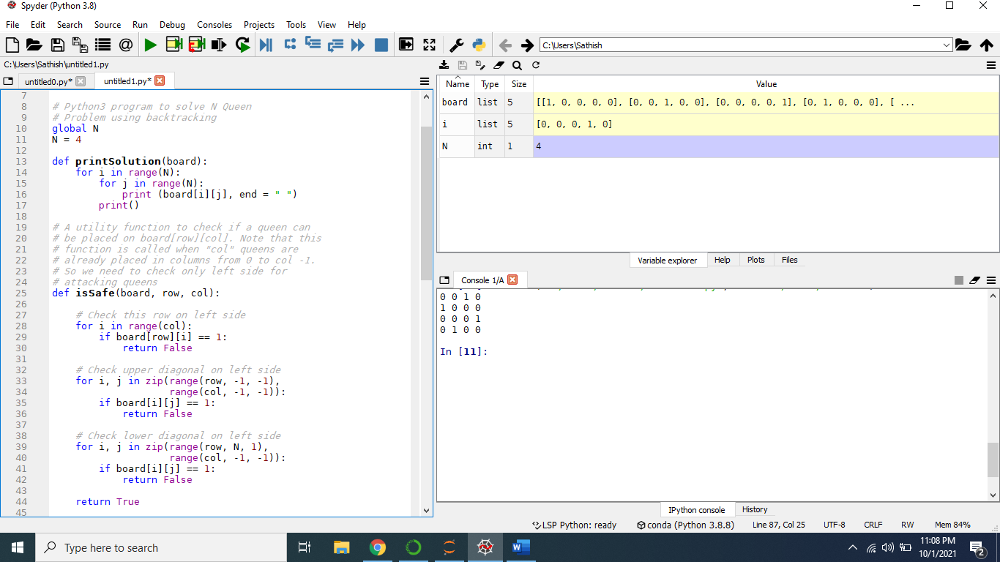 Spyder (Python 3.8)
File Edit Search Source Run Debug Consoles Projects Tools View Help
C:\Users\Sathish
C:\Users\Sathish\untitled1.py
untitled0.py* untitled1.py*
7
8 # Python3 program to solve N Queen
9 # Problem using backtracking
10 global N
11 N = 4
12
13 def printSolution(board):
14 for i in range(N):
15 for j in range(N):
16 print (board[i][j], end = " ")
17 print()
18
19 # A utility function to check if a queen can
20 # be placed on board[row][col]. Note that this
21 # function is called when "col" queens are
22 # already placed in columns from 0 to col -1.
23 # So we need to check only left side for
24 # attacking queens
25 def isSafe(board, row, col):
26
27 # Check this row on left side
28 for i in range(col):
29 if board[row][i] == 1:
30 return False
31
32 # Check upper diagonal on left side
33 for i, j in zip(range(row, -1, -1),
34 range(col, -1, -1)):
35 if board[i][j] == 1:
36 return False
37
38 # Check lower diagonal on left side
39 for i, j in zip(range(row, N, 1),
40 range(col, -1, -1)):
41 if board[i][j] == 1:
42 return False
43
44 return True
45
Name Type Size Value
board list 5 [[1, 0, 0, 0, 0], [0, 0, 1, 0, 0], [0, 0, 0, 0, 1], [0, 1, 0, 0, 0], [ ...
i list 5 [0, 0, 0, 1, 0]
N int 1 4
Variable explorer Help Plots Files
Console 1/A
0 0 1 0
1 0 0 0
0 0 0 1
0 1 0 0
In [11]:
IPython console History
LSP Python: ready conda (Python 3.8.8) Line 87, Col 25 UTF-8 CRLF RW Mem 84%
Type here to search
11:08 PM
10/1/2021
2